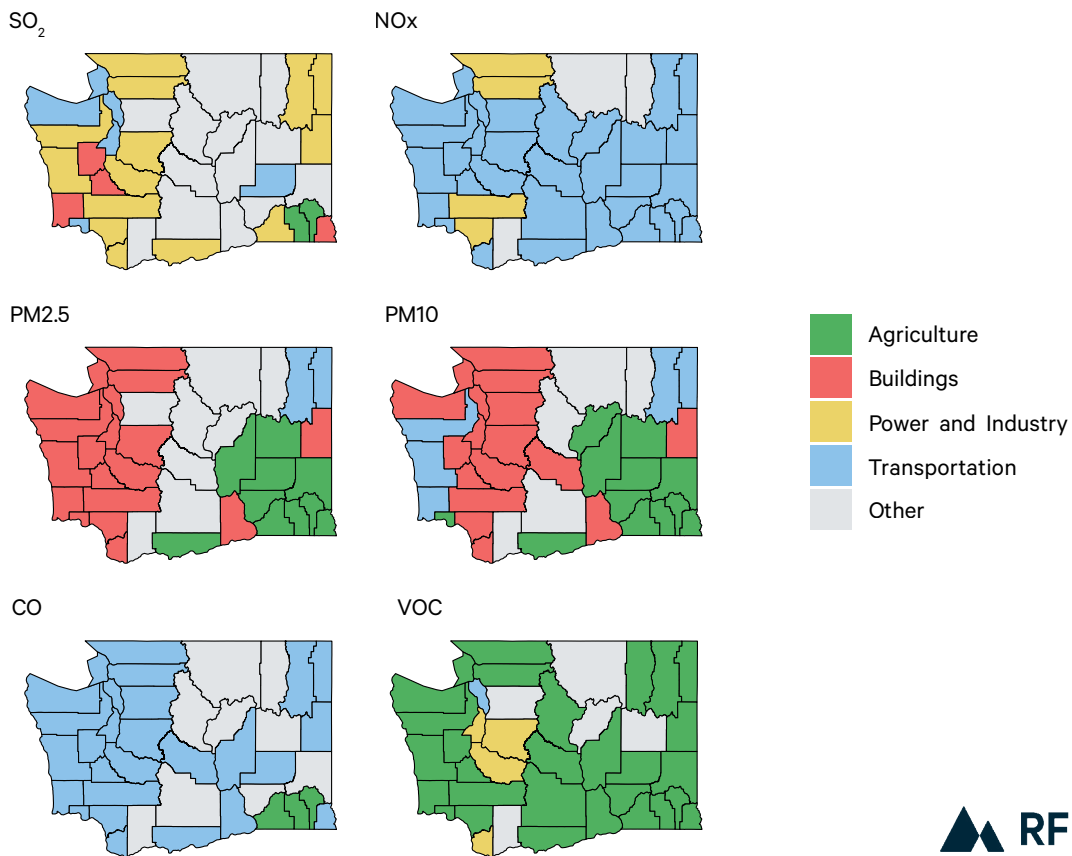 SO₂
NOx
PM2.5
PM10
Agriculture
Buildings
Power and Industry
Transportation
Other
CO
VOC
RF